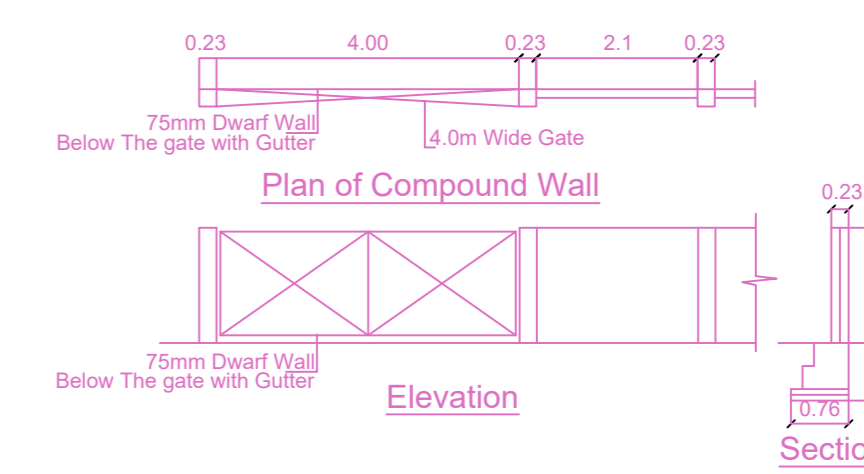 0.23 4.00 0.23 2.1 0.23
75mm Dwarf Wall
Below The gate with Gutter
4.0m Wide Gate
Plan of Compound Wall
0.23
75mm Dwarf Wall
Below The gate with Gutter
Elevation
0.76
Sectio